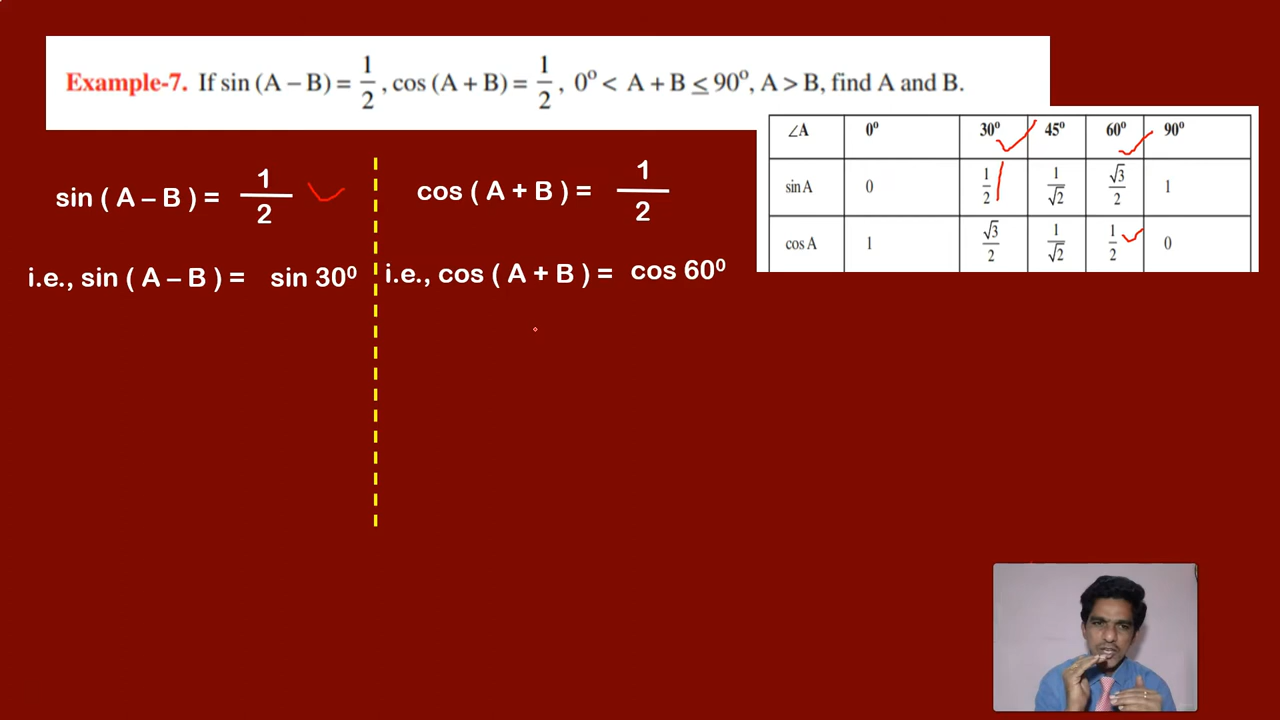 Example-7. If sin (A − B) = 1/2, cos (A + B) = 1/2, 0° < A + B ≤ 90°, A > B, find A and B.
∠A 0° 30° 45° 60° 90°
sin A 0 1/2 1/√2 √3/2 1
cos A 1 √3/2 1/√2 1/2 0
sin ( A – B ) = 1/2
i.e., sin ( A – B ) = sin 30⁰
cos ( A + B ) = 1/2
i.e., cos ( A + B ) = cos 60⁰